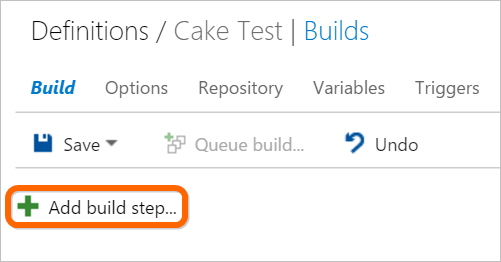 Definitions / Cake Test | Builds
Build Options Repository Variables Triggers
Save Queue build... Undo
Add build step...